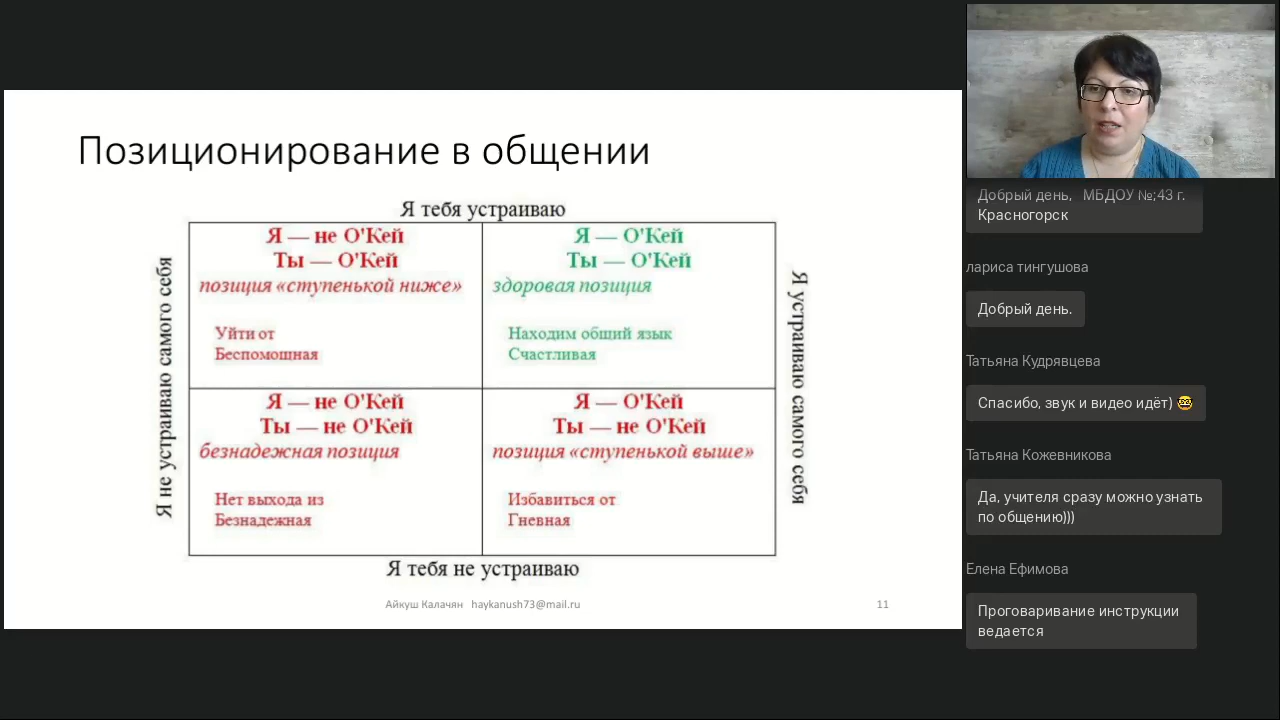 Позиционирование в общении
Я тебя устраиваю
Я не устраиваю самого себя
Я — не О'Кей
Ты — О'Кей
позиция «ступенькой ниже»
Уйти от
Беспомощная
Я — О'Кей
Ты — О'Кей
здоровая позиция
Находим общий язык
Счастливая
Я — не О'Кей
Ты — не О'Кей
безнадежная позиция
Нет выхода из
Безнадежная
Я — О'Кей
Ты — не О'Кей
позиция «ступенькой выше»
Избавиться от
Гневная
Я устраиваю самого себя
Я тебя не устраиваю
Айкуш Калачян haykanush73@mail.ru
11
Добрый день, МБДОУ №;43 г.
Красногорск
лариса тингушова
Добрый день.
Татьяна Кудрявцева
Спасибо, звук и видео идёт) 🤓
Татьяна Кожевникова
Да, учителя сразу можно узнать
по общению)))
Елена Ефимова
Проговаривание инструкции
ведается